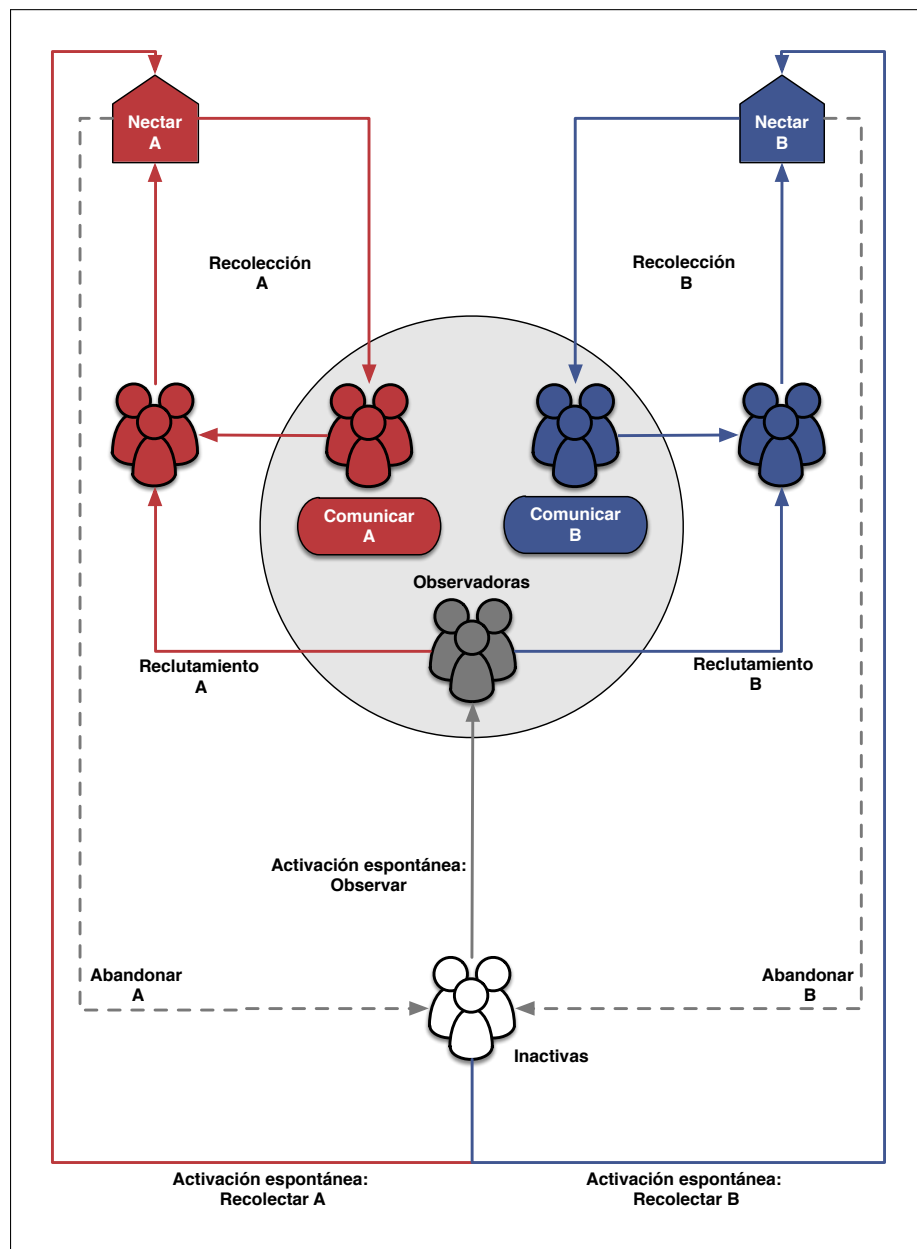 Nectar
A
Nectar
B
Recolección
A
Recolección
B
Comunicar
A
Comunicar
B
Observadoras
Reclutamiento
A
Reclutamiento
B
Activación espontánea:
Observar
Abandonar
A
Abandonar
B
Inactivas
Activación espontánea:
Recolectar A
Activación espontánea:
Recolectar B